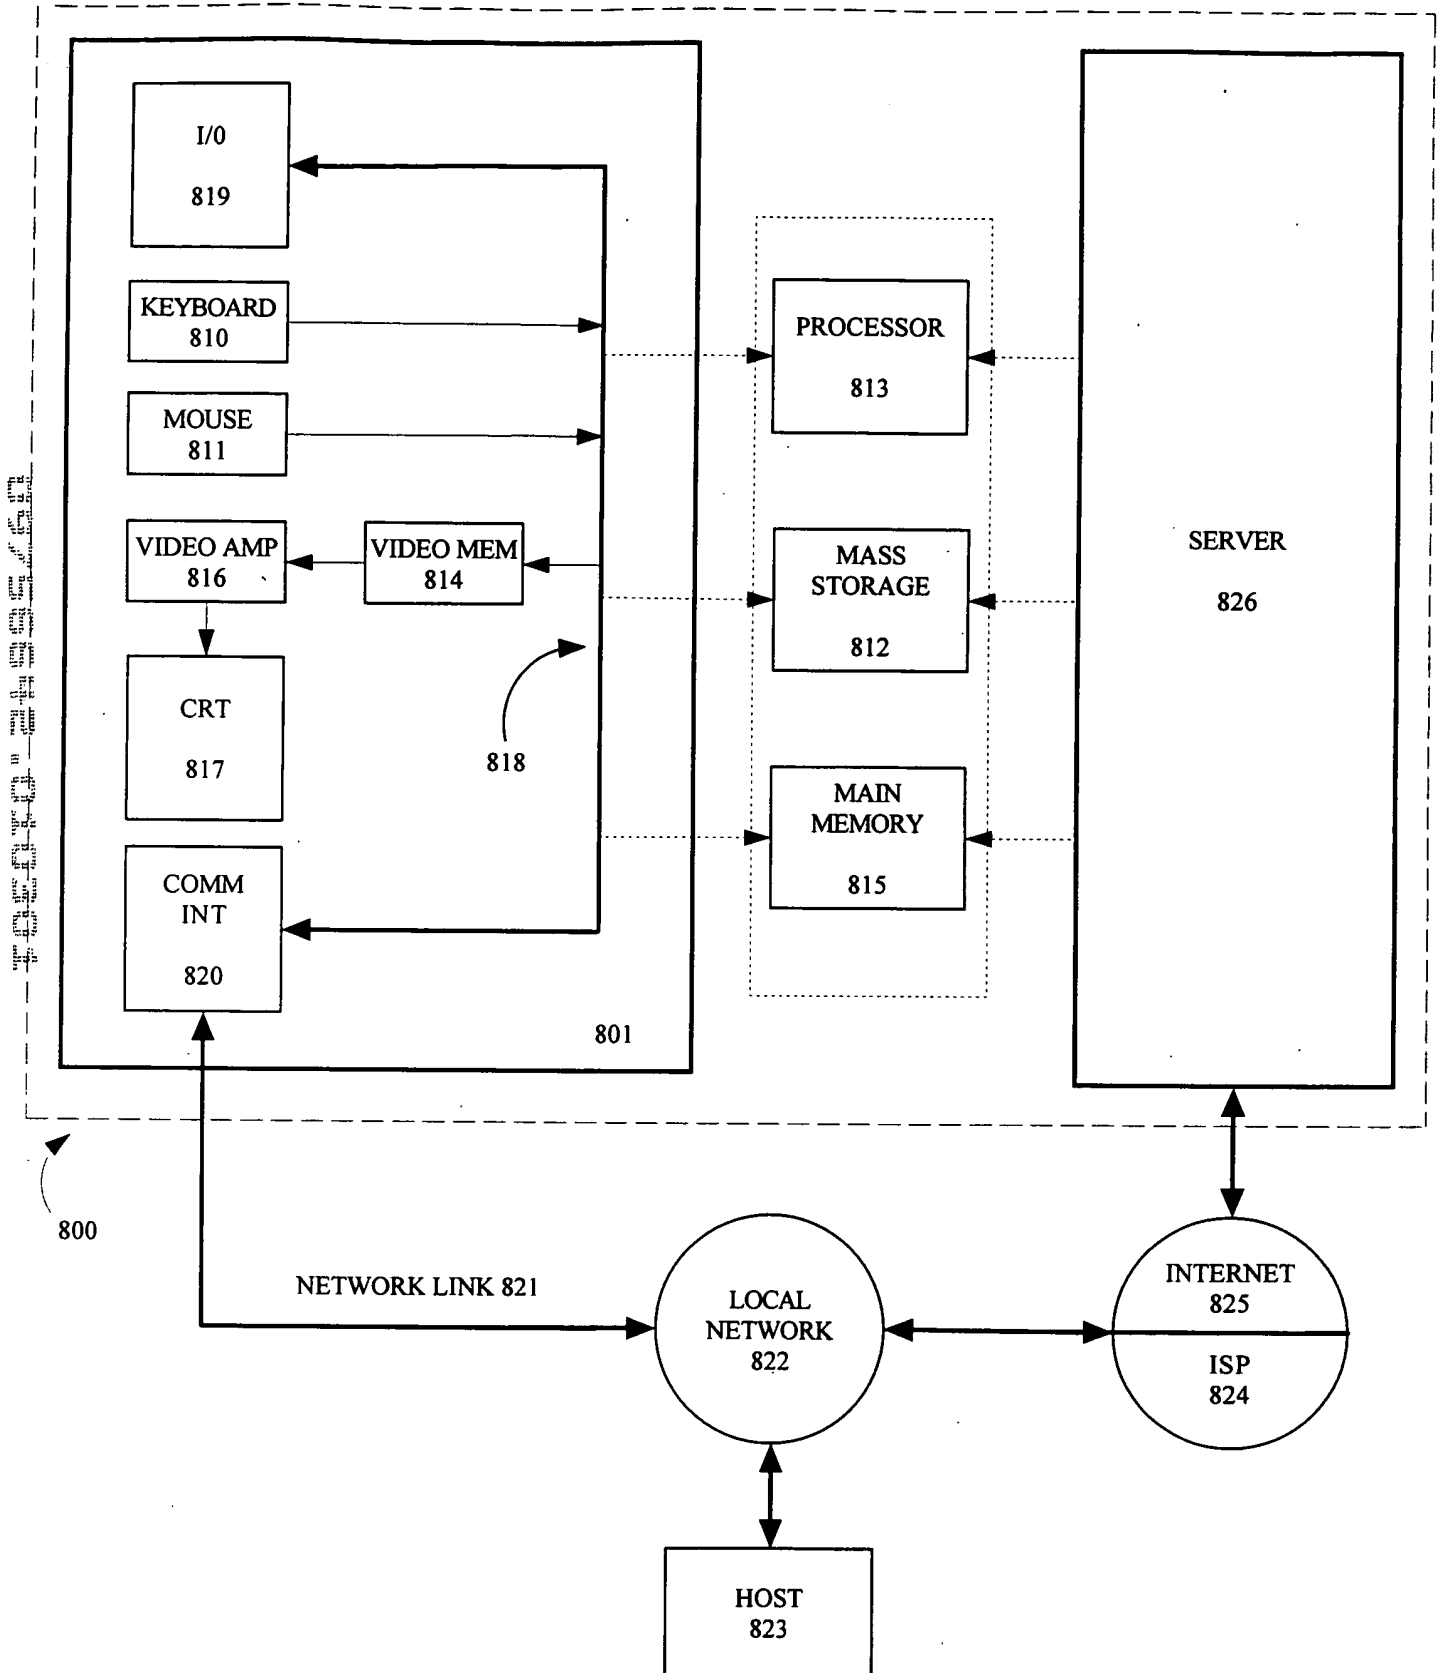 I/0
819
KEYBOARD
810
MOUSE
811
VIDEO AMP
816
VIDEO MEM
814
CRT
817
818
COMM
INT
820
801
PROCESSOR
813
MASS
STORAGE
812
MAIN
MEMORY
815
SERVER
826
800
NETWORK LINK 821
LOCAL
NETWORK
822
INTERNET
825
ISP
824
HOST
823